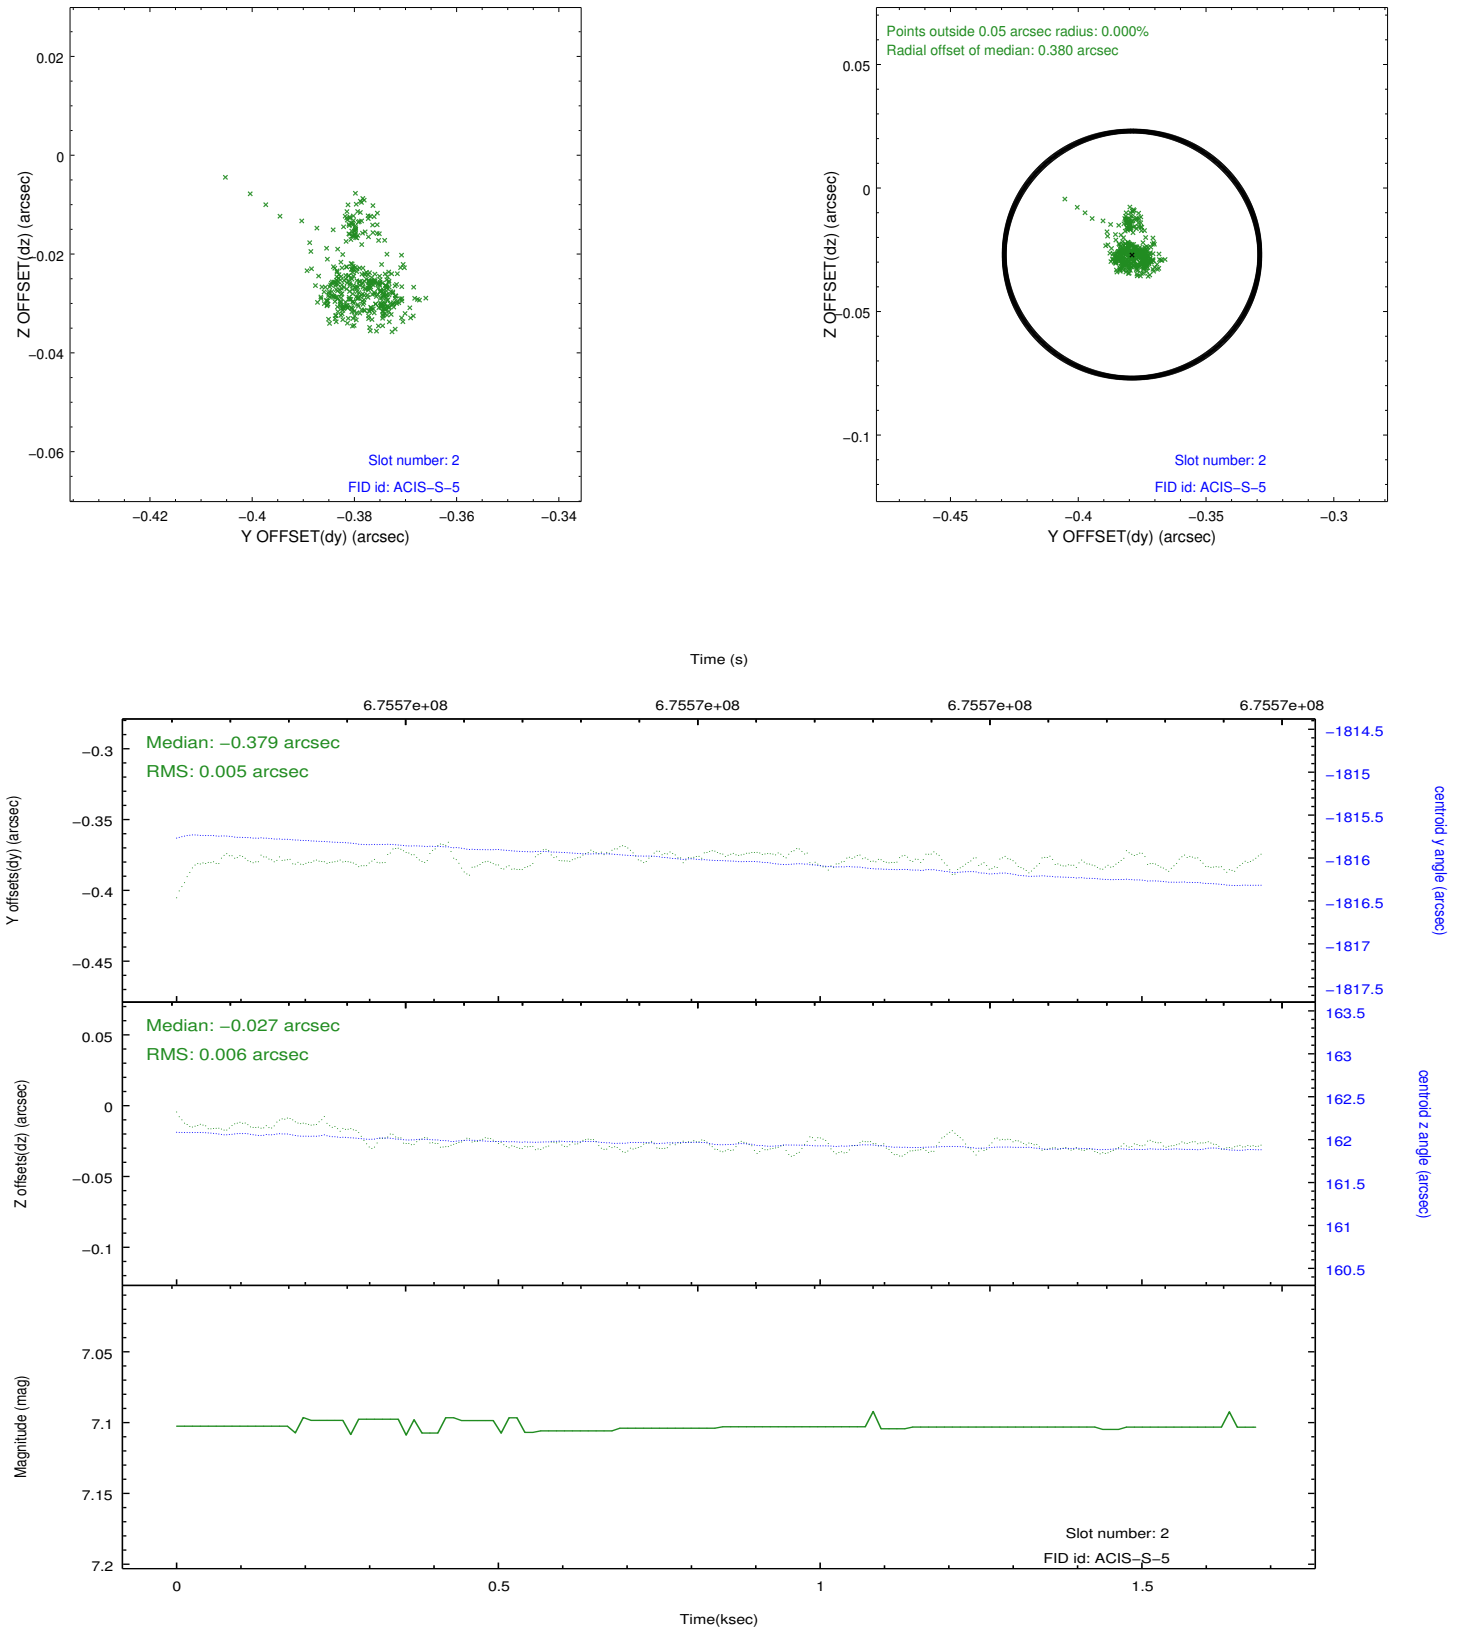 0.02
0
−0.02
−0.04
−0.06
Z OFFSET(dz) (arcsec)
Slot number: 2
FID id: ACIS−S−5
−0.42 −0.4 −0.38 −0.36 −0.34
Y OFFSET(dy) (arcsec)
Points outside 0.05 arcsec radius: 0.000%
Radial offset of median: 0.380 arcsec
0.05
0
−0.05
−0.1
Z OFFSET(dz) (arcsec)
Slot number: 2
FID id: ACIS−S−5
−0.45 −0.4 −0.35 −0.3
Y OFFSET(dy) (arcsec)
Time (s)
6.7557e+08 6.7557e+08 6.7557e+08 6.7557e+08
Median: −0.379 arcsec
RMS: 0.005 arcsec
−0.3
−0.35
−0.4
−0.45
Y offsets(dy) (arcsec)
−1814.5
−1815
−1815.5
−1816
−1816.5
−1817
−1817.5
centroid y angle (arcsec)
Median: −0.027 arcsec
RMS: 0.006 arcsec
0.05
0
−0.05
−0.1
Z offsets(dz) (arcsec)
163.5
163
162.5
162
161.5
161
160.5
centroid z angle (arcsec)
7.05
7.1
7.15
7.2
Magnitude (mag)
Slot number: 2
FID id: ACIS−S−5
0 0.5 1 1.5
Time(ksec)